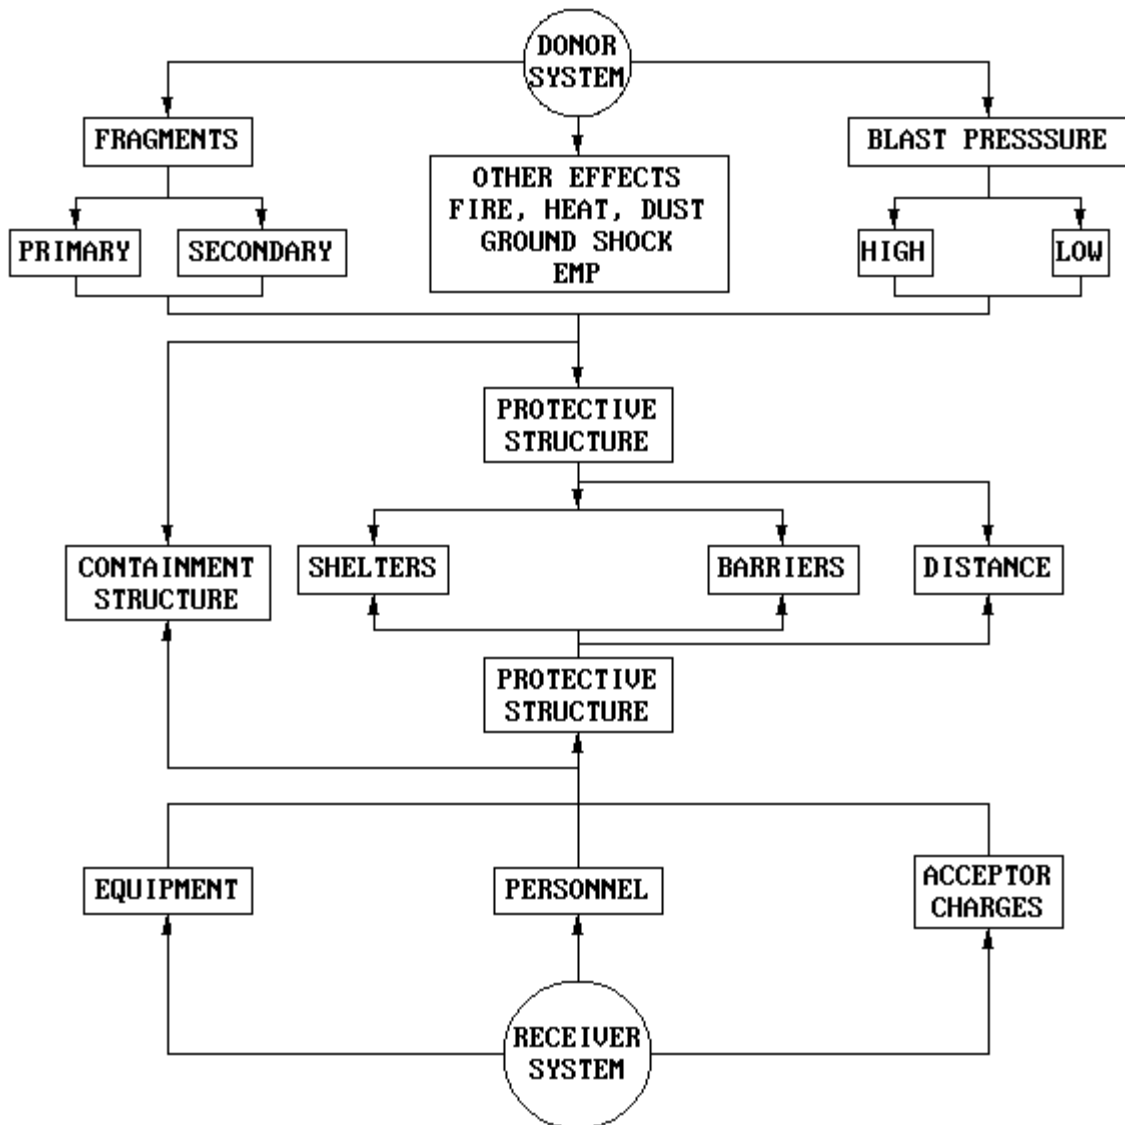 DONOR
SYSTEM
FRAGMENTS
BLAST PRESSSURE
OTHER EFFECTS
FIRE, HEAT, DUST
GROUND SHOCK
EMP
PRIMARY
SECONDARY
HIGH
LOW
PROTECTIVE
STRUCTURE
CONTAINMENT
STRUCTURE
SHELTERS
BARRIERS
DISTANCE
PROTECTIVE
STRUCTURE
EQUIPMENT
PERSONNEL
ACCEPTOR
CHARGES
RECEIVER
SYSTEM